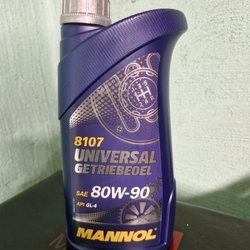 8107
UNIVERSAL
GETRIEBEOEL
SAE 80W-90
API GL-4
MANNOL